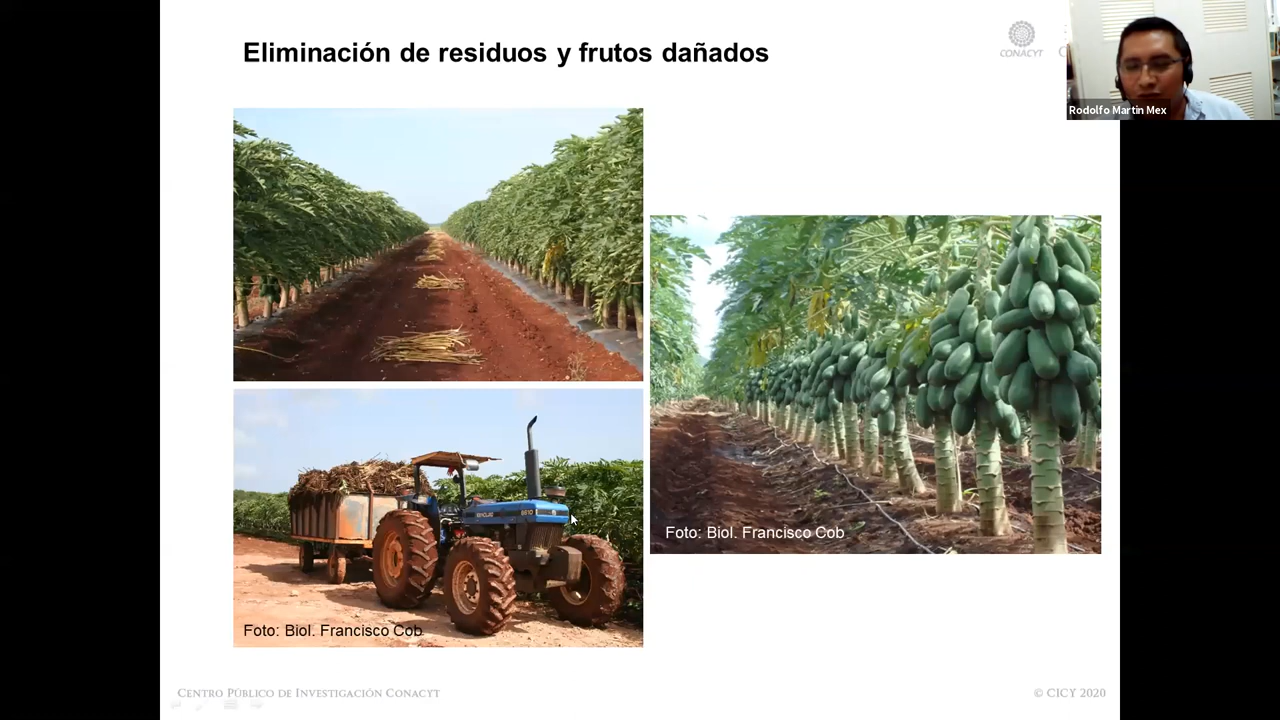 Eliminación de residuos y frutos dañados
CONACYT
Rodolfo Martin Mex
Foto: Biol. Francisco Cob
Foto: Biol. Francisco Cob
CENTRO PÚBLICO DE INVESTIGACIÓN CONACYT
© CICY 2020